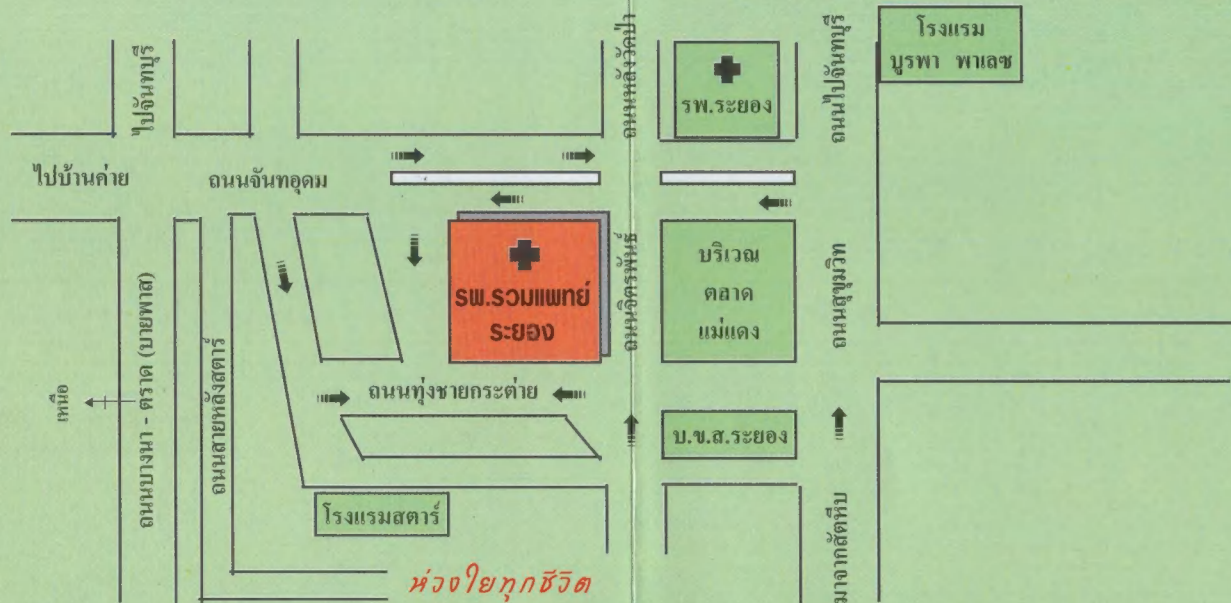 โรงแรม
บูรพา พาเลซ
ไปจันทบุรี
ถนนหลังวัดป่า
รพ.ระยอง
ถนนไปจันทบุรี
ไปบ้านค่าย
ถนนจันทอุดม
รพ.รวมแพทย์
ระยอง
ถนนจิตรพันธ์
บริเวณ
ตลาด
แม่แดง
ถนนสุขุมวิท
เหนือ
ถนนบางนา - ตราด (บายพาส)
ถนนสายหลังสตาร์
ถนนทุ่งชายกระต่าย
บ.ข.ส.ระยอง
โรงแรมสตาร์
มาจากสัตหีบ
ห่วงใยทุกชีวิต